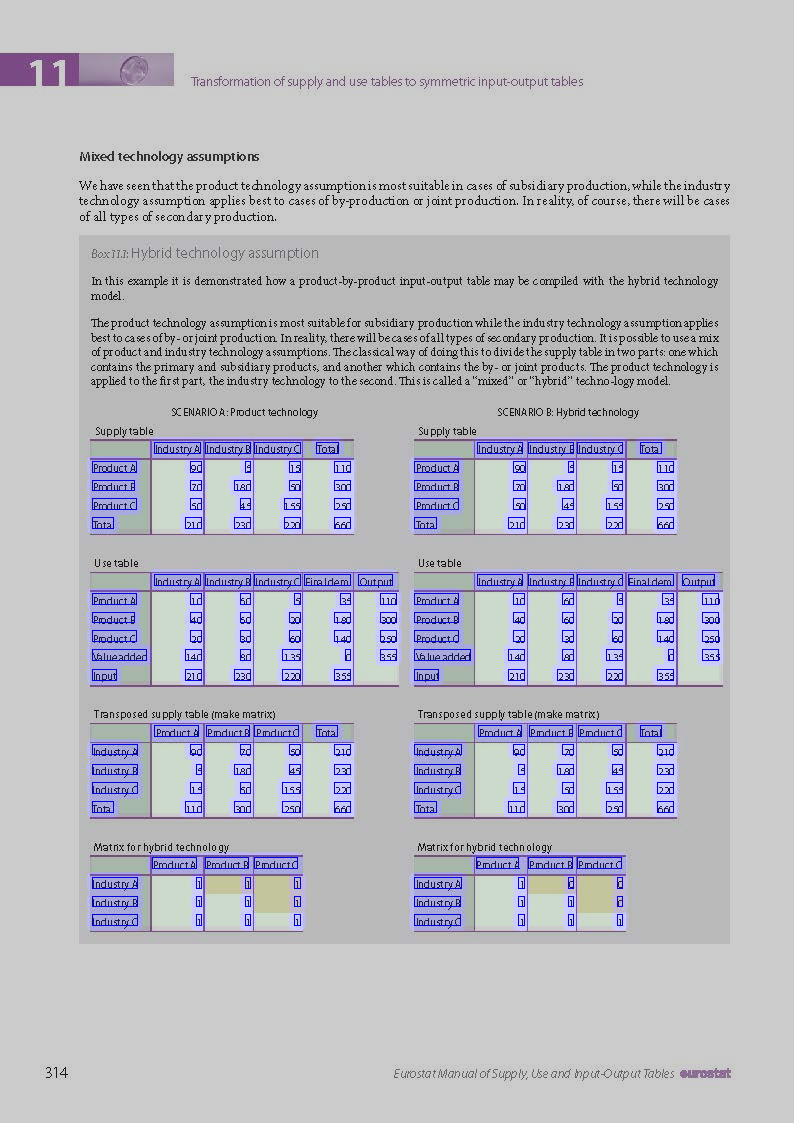 11
Transformation of supply and use tables to symmetric input-output tables
Mixed technology assumptions
We have seen that the product technology assumption is most suitable in cases of subsidiary production, while the industry
technology assumption applies best to cases of by-production or joint production. In reality, of course, there will be cases
of all types of secondary production.
Box 11.1: Hybrid technology assumption
In this example it is demonstrated how a product-by-product input-output table may be compiled with the hybrid technology
model.
The product technology assumption is most suitable for subsidiary production while the industry technology assumption applies
best to cases of by- or joint production. In reality, there will be cases of all types of secondary production. It is possible to use a mix
of product and industry technology assumptions. The classical way of doing this to divide the supply table in two parts: one which
contains the primary and subsidiary products, and another which contains the by- or joint products. The product technology is
applied to the first part, the industry technology to the second. This is called a "mixed" or "hybrid" techno-logy model.
SCENARIO A: Product technology SCENARIO B: Hybrid technology
Supply table Supply table
Industry A Industry B Industry C Total Industry A Industry B Industry C Total
Product A 90 5 15 110 Product A 90 5 15 110
Product B 70 180 50 300 Product B 70 180 50 300
Product C 50 45 155 250 Product C 50 45 155 250
Total 210 230 220 660 Total 210 230 220 660
Use table Use table
Industry A Industry B Industry C Final dem. Output Industry A Industry B Industry C Final dem. Output
Product A 10 60 5 35 110 Product A 10 60 5 35 110
Product B 40 60 20 180 300 Product B 40 60 20 180 300
Product C 20 30 60 140 250 Product C 20 30 60 140 250
Value added 140 80 135 0 355 Value added 140 80 135 0 355
Input 210 230 220 355 Input 210 230 220 355
Transposed supply table (make matrix) Transposed supply table (make matrix)
Product A Product B Product C Total Product A Product B Product C Total
Industry A 90 70 50 210 Industry A 90 70 50 210
Industry B 5 180 45 230 Industry B 5 180 45 230
Industry C 15 50 155 220 Industry C 15 50 155 220
Total 110 300 250 660 Total 110 300 250 660
Matrix for hybrid technology Matrix for hybrid technology
Product A Product B Product C Product A Product B Product C
Industry A 1 1 1 Industry A 1 0 0
Industry B 1 1 1 Industry B 1 1 0
Industry C 1 1 1 Industry C 1 1 1
314
Eurostat Manual of Supply, Use and Input-Output Tables eurostat